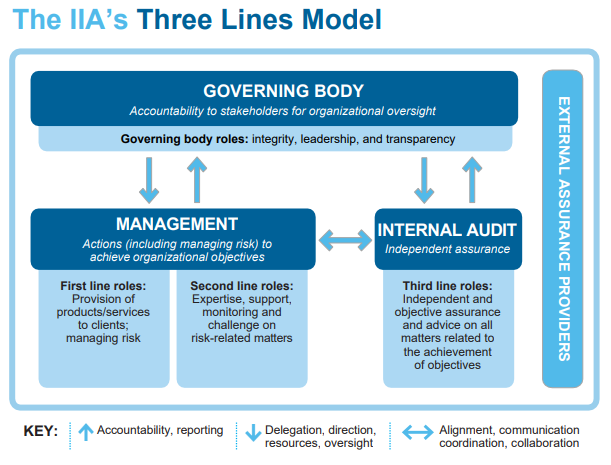 The IIA's Three Lines Model
GOVERNING BODY
Accountability to stakeholders for organizational oversight
Governing body roles: integrity, leadership, and transparency
MANAGEMENT
Actions (including managing risk) to
achieve organizational objectives
First line roles:
Provision of
products/services
to clients;
managing risk
Second line roles:
Expertise, support,
monitoring and
challenge on
risk-related matters
INTERNAL AUDIT
Independent assurance
Third line roles:
Independent and
objective assurance
and advice on all
matters related to
the achievement
of objectives
EXTERNAL ASSURANCE PROVIDERS
KEY:
Accountability, reporting
Delegation, direction,
resources, oversight
Alignment, communication
coordination, collaboration